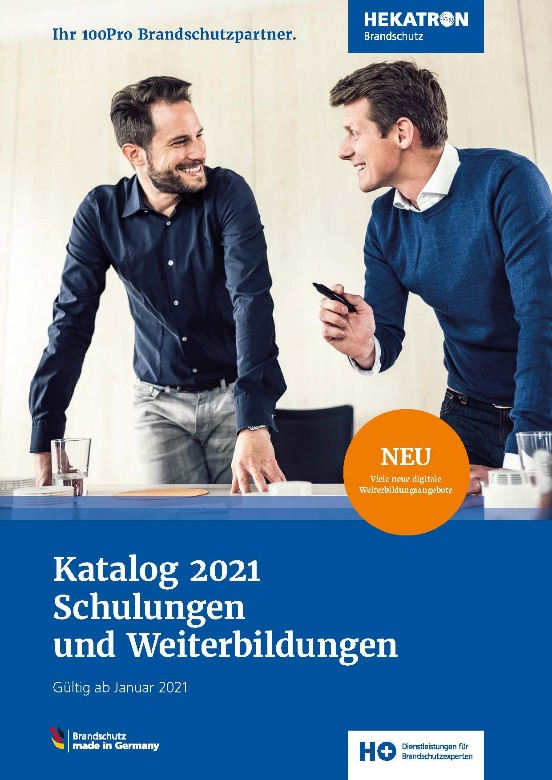 Ihr 100Pro Brandschutzpartner.
HEKATRON
Brandschutz
NEU
Viele neue digitale
Weiterbildungsangebote
Katalog 2021
Schulungen
und Weiterbildungen
Gültig ab Januar 2021
Brandschutz
made in Germany
H+
Dienstleistungen für
Brandschutzexperten